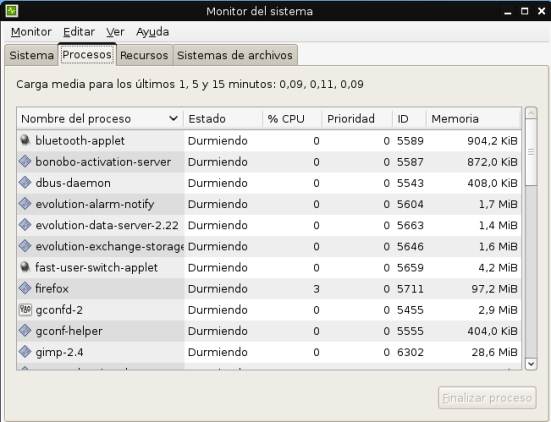 Monitor del sistema
Monitor Editar Ver Ayuda
Sistema Procesos Recursos Sistemas de archivos
Carga media para los últimos 1, 5 y 15 minutos: 0,09, 0,11, 0,09
Nombre del proceso Estado % CPU Prioridad ID Memoria
bluetooth-applet Durmiendo 0 0 5589 904,2 KiB
bonobo-activation-server Durmiendo 0 0 5587 872,0 KiB
dbus-daemon Durmiendo 0 0 5543 408,0 KiB
evolution-alarm-notify Durmiendo 0 0 5604 1,7 MiB
evolution-data-server-2.22 Durmiendo 0 0 5663 1,4 MiB
evolution-exchange-storage Durmiendo 0 0 5646 1,6 MiB
fast-user-switch-applet Durmiendo 0 0 5659 4,2 MiB
firefox Durmiendo 3 0 5711 97,2 MiB
gconfd-2 Durmiendo 0 0 5455 2,9 MiB
gconf-helper Durmiendo 0 0 5555 404,0 KiB
gimp-2.4 Durmiendo 0 0 6302 28,6 MiB
Finalizar proceso